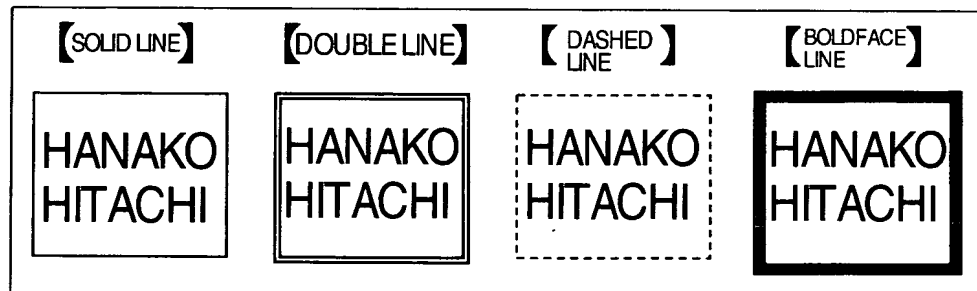 【SOLID LINE】
HANAKO
HITACHI
【DOUBLE LINE】
HANAKO
HITACHI
【DASHED
LINE】
HANAKO
HITACHI
【BOLDFACE
LINE】
HANAKO
HITACHI